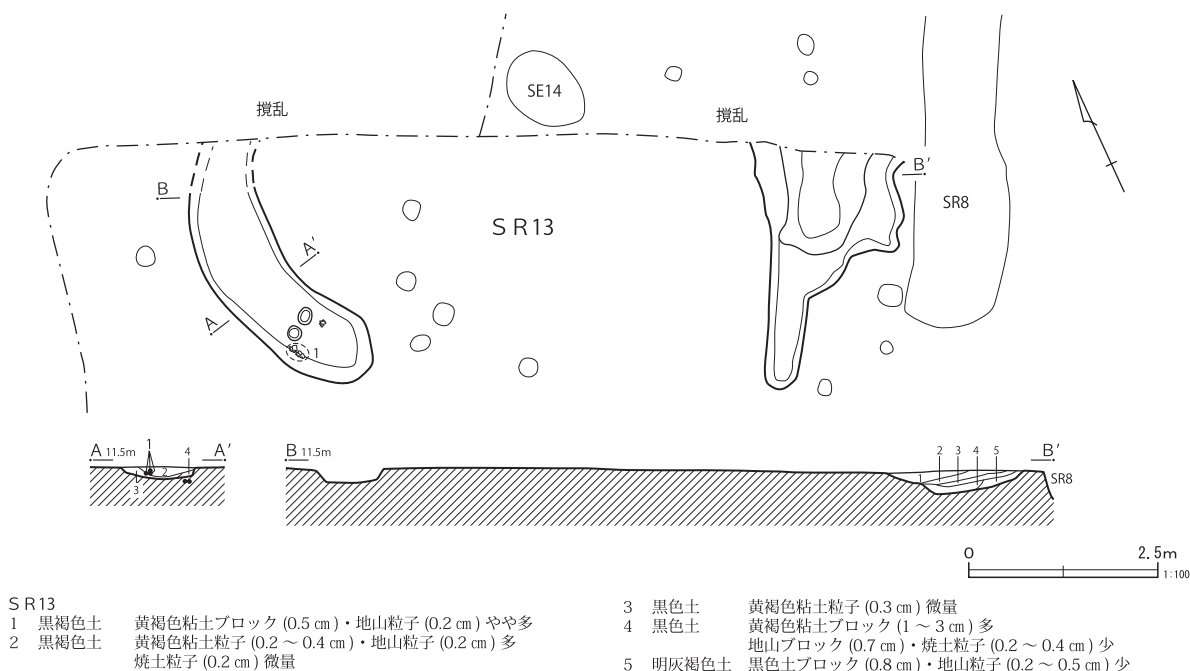 SE14
攪乱
攪乱
B
B'
SR13
SR8
A'
A
1
A 11.5m
1
2
4
3
A'
B 11.5m
1
2
3
4
5
B'
SR8
0
2.5m
1:100
SR13
1 黒褐色土 黄褐色粘土ブロック (0.5 ㎝)・地山粒子 (0.2 ㎝) やや多
2 黒褐色土 黄褐色粘土粒子 (0.2 ～ 0.4 ㎝)・地山粒子 (0.2 ㎝) 多
焼土粒子 (0.2 ㎝) 微量
3 黒色土 黄褐色粘土粒子 (0.3 ㎝) 微量
4 黒色土 黄褐色粘土ブロック (1 ～ 3 ㎝) 多
地山ブロック (0.7 ㎝)・焼土粒子 (0.2 ～ 0.4 ㎝) 少
5 明灰褐色土 黒色土ブロック (0.8 ㎝)・地山粒子 (0.2 ～ 0.5 ㎝) 少